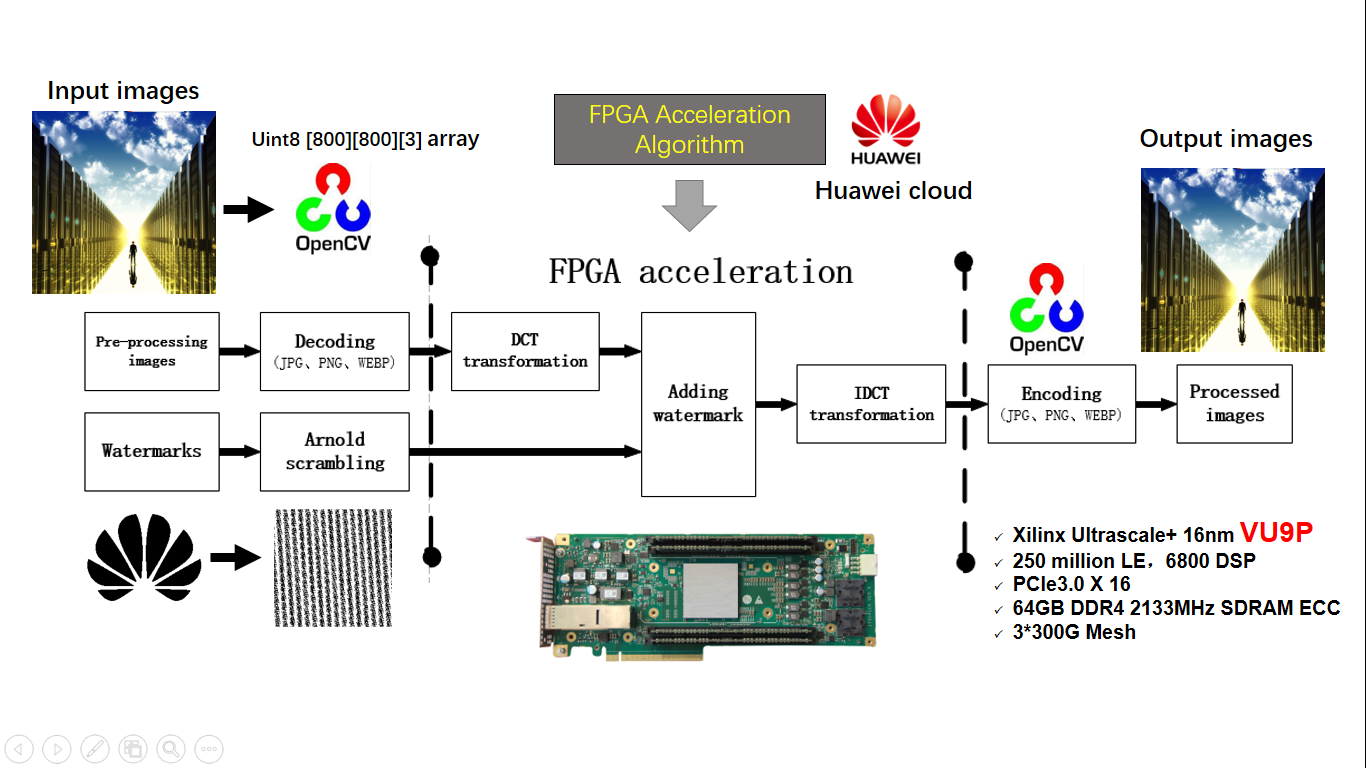 Input images
Uint8 [800][800][3] array
OpenCV
FPGA Acceleration
Algorithm
HUAWEI
Huawei cloud
Output images
FPGA acceleration
OpenCV
Pre-processing
images
Decoding
(JPG、PNG、WEBP)
DCT
transformation
Adding
watermark
IDCT
transformation
Encoding
(JPG、PNG、WEBP)
Processed
images
Watermarks
Arnold
scrambling
✓ Xilinx Ultrascale+ 16nm VU9P
✓ 250 million LE，6800 DSP
✓ PCIe3.0 X 16
✓ 64GB DDR4 2133MHz SDRAM ECC
✓ 3*300G Mesh